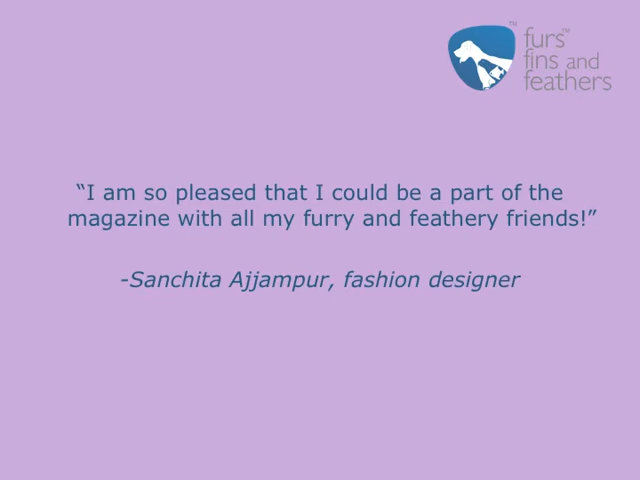 furs™
fins and
feathers
™
“I am so pleased that I could be a part of the
magazine with all my furry and feathery friends!”
-Sanchita Ajjampur, fashion designer